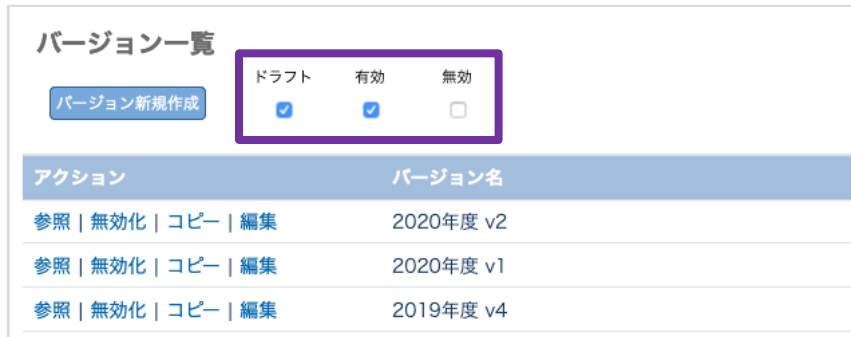 バージョン一覧
ドラフト 有効 無効
バージョン新規作成
アクション バージョン名
参照 | 無効化 | コピー | 編集 2020年度 v2
参照 | 無効化 | コピー | 編集 2020年度 v1
参照 | 無効化 | コピー | 編集 2019年度 v4